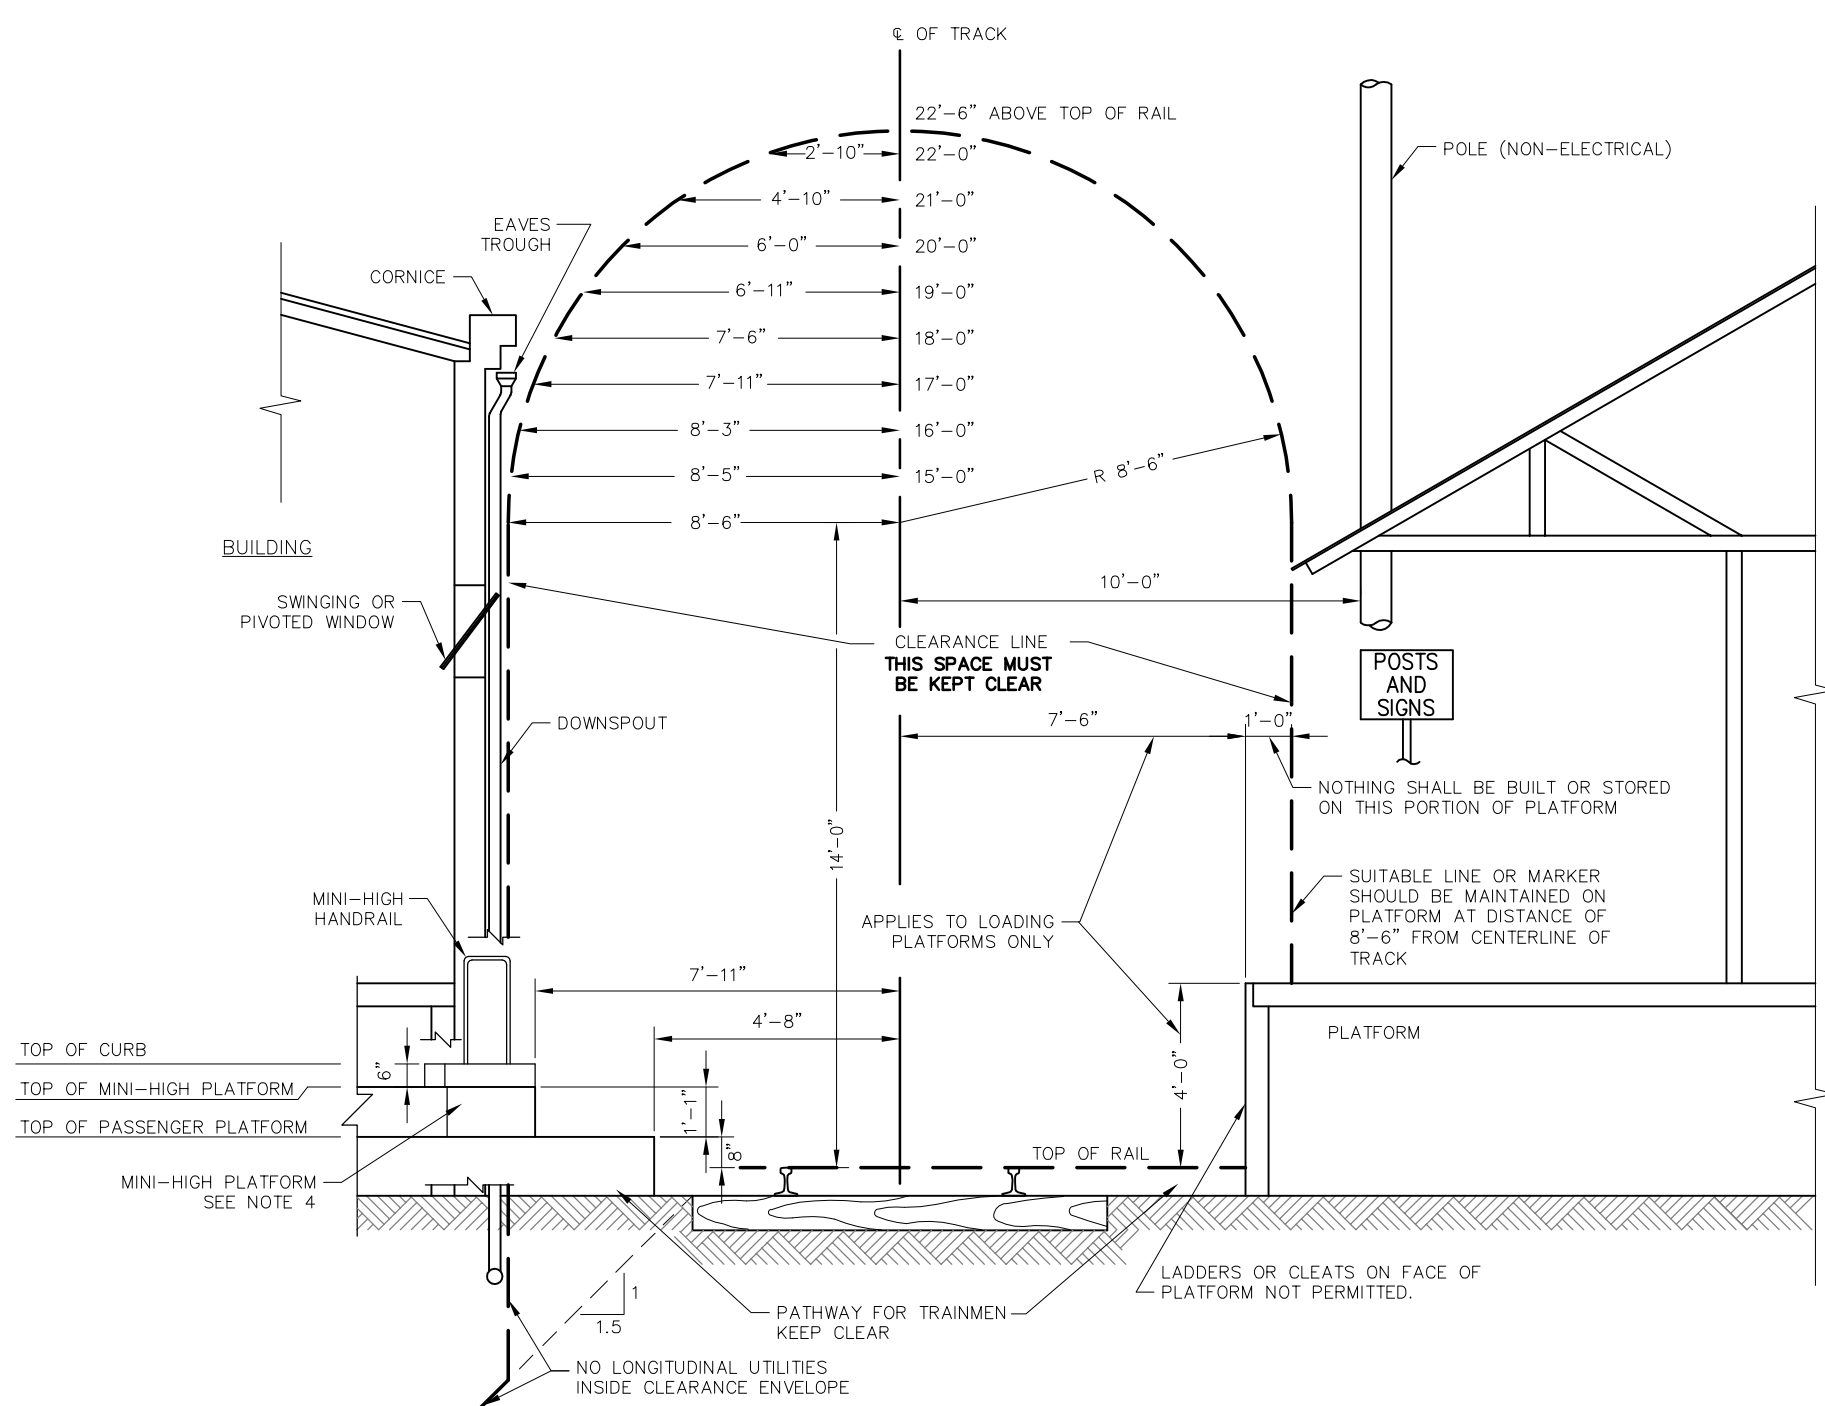 ℄ OF TRACK
22'-6" ABOVE TOP OF RAIL
2'-10" 22'-0"
POLE (NON-ELECTRICAL)
4'-10" 21'-0"
EAVES
TROUGH
6'-0" 20'-0"
CORNICE
6'-11" 19'-0"
7'-6" 18'-0"
7'-11" 17'-0"
8'-3" 16'-0"
8'-5" 15'-0"
R 8'-6"
8'-6"
BUILDING
10'-0"
SWINGING OR
PIVOTED WINDOW
CLEARANCE LINE
THIS SPACE MUST
BE KEPT CLEAR
POSTS
AND
SIGNS
DOWNSPOUT
7'-6" 1'-0"
NOTHING SHALL BE BUILT OR STORED
ON THIS PORTION OF PLATFORM
14'-0"
SUITABLE LINE OR MARKER
SHOULD BE MAINTAINED ON
PLATFORM AT DISTANCE OF
8'-6" FROM CENTERLINE OF
TRACK
MINI-HIGH
HANDRAIL
APPLIES TO LOADING
PLATFORMS ONLY
7'-11"
4'-8"
PLATFORM
TOP OF CURB
6"
TOP OF MINI-HIGH PLATFORM
4'-0"
1'-1"
TOP OF PASSENGER PLATFORM
8"
TOP OF RAIL
MINI-HIGH PLATFORM
SEE NOTE 4
LADDERS OR CLEATS ON FACE OF
PLATFORM NOT PERMITTED.
1
1.5
PATHWAY FOR TRAINMEN
KEEP CLEAR
NO LONGITUDINAL UTILITIES
INSIDE CLEARANCE ENVELOPE